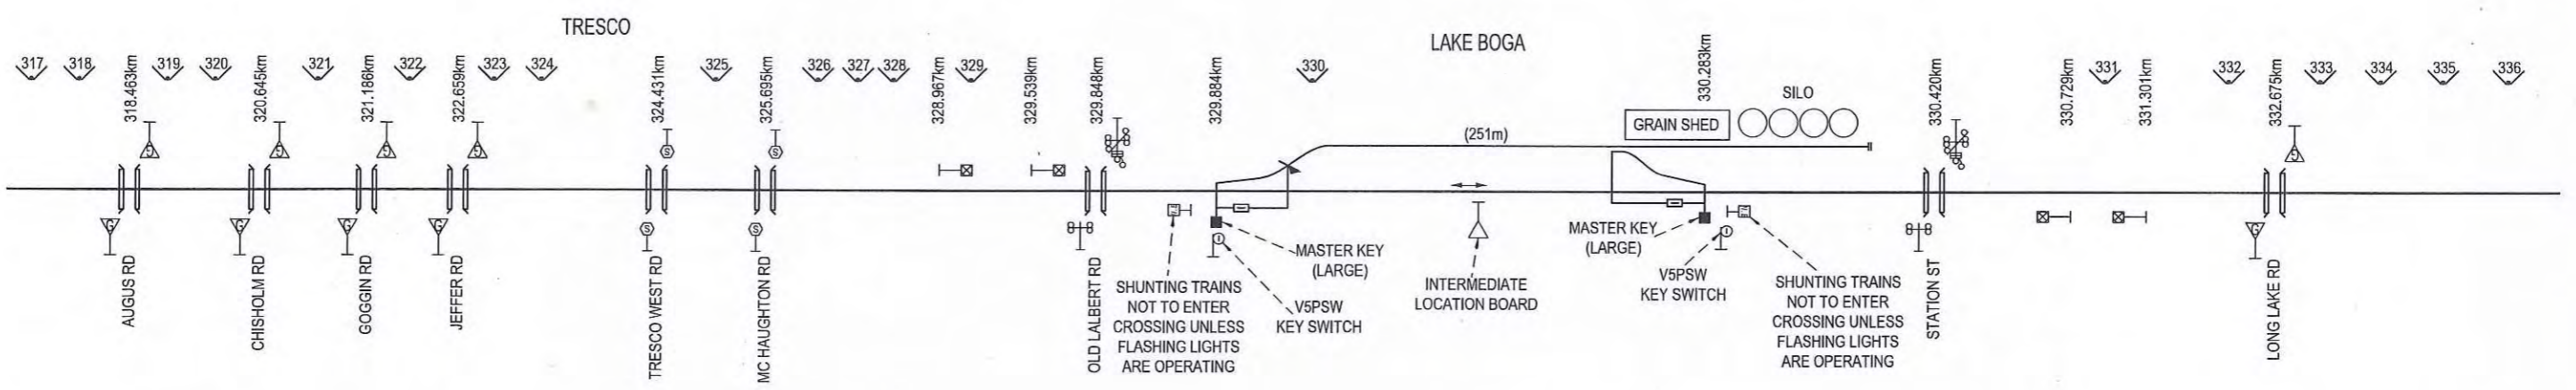 TRESCO
LAKE BOGA
317
318
318.463km
319
320
320.645km
321
321.186km
322
322.659km
323
324
324.431km
325
325.695km
326
327
328
328.967km
329
329.539km
329.848km
329.884km
330
330.283km
330.420km
330.729km
331
331.301km
332
332.675km
333
334
335
336
SILO
GRAIN SHED
(251m)
G
G
G
G
S
S
G
G
G
G
G
S
S
G
AUGUS RD
CHISHOLM RD
GOGGIN RD
JEFFER RD
TRESCO WEST RD
MC HAUGHTON RD
OLD LALBERT RD
SHUNTING TRAINS
NOT TO ENTER
CROSSING UNLESS
FLASHING LIGHTS
ARE OPERATING
MASTER KEY
(LARGE)
V5PSW
KEY SWITCH
INTERMEDIATE
LOCATION BOARD
MASTER KEY
(LARGE)
V5PSW
KEY SWITCH
SHUNTING TRAINS
NOT TO ENTER
CROSSING UNLESS
FLASHING LIGHTS
ARE OPERATING
STATION ST
LONG LAKE RD